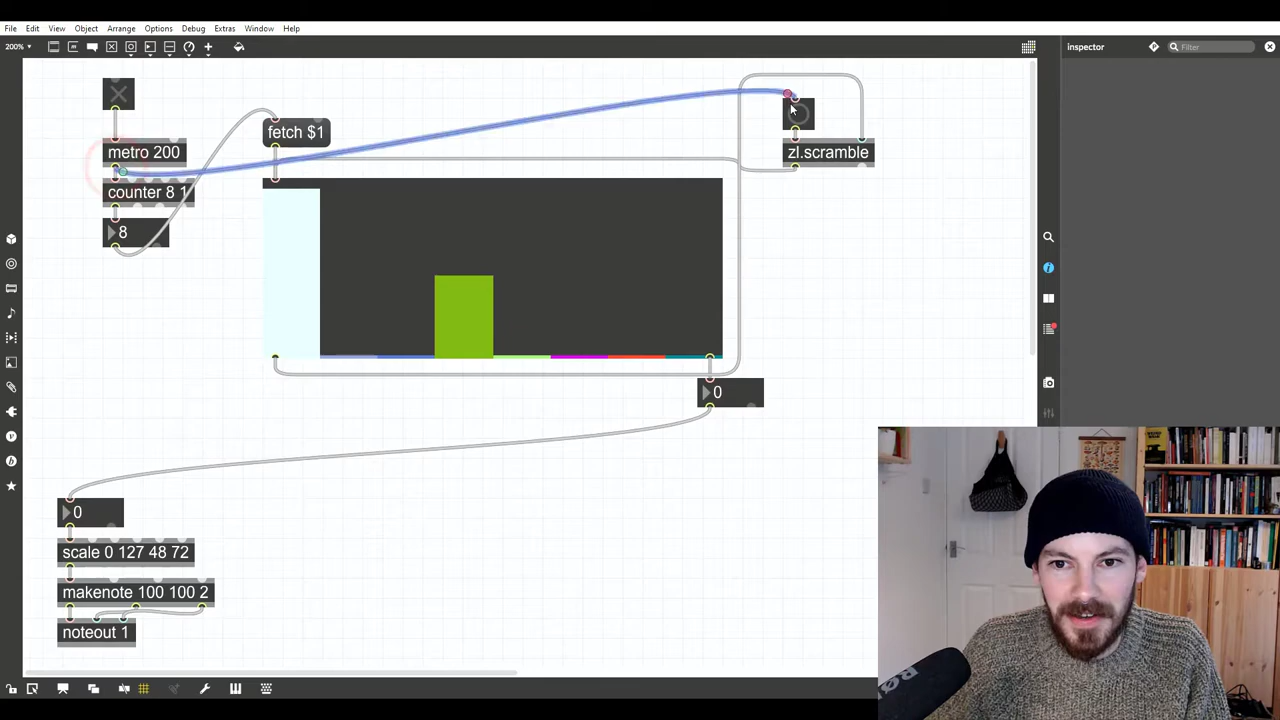 File Edit View Object Arrange Options Debug Extras Window Help
200%
inspector
Filter
fetch $1
metro 200
zl.scramble
counter 8 1
8
0
0
scale 0 127 48 72
makenote 100 100 2
noteout 1